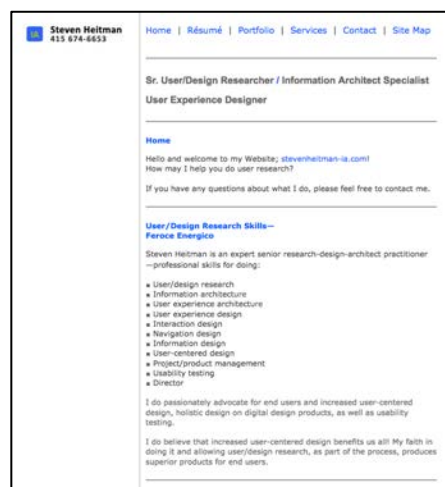 IA
Steven Heitman
415 674-6653
Home | Résumé | Portfolio | Services | Contact | Site Map
Sr. User/Design Researcher / Information Architect Specialist
User Experience Designer
Home
Hello and welcome to my Website; stevenheitman-ia.com!
How may I help you do user research?
If you have any questions about what I do, please feel free to contact me.
User/Design Research Skills—
Feroce Energico
Steven Heitman is an expert senior research-design-architect practitioner
—professional skills for doing:
▪ User/design research
▪ Information architecture
▪ User experience architecture
▪ User experience design
▪ Interaction design
▪ Navigation design
▪ Information design
▪ User-centered design
▪ Project/product management
▪ Usability testing
▪ Director
I do passionately advocate for end users and increased user-centered
design, holistic design on digital design products, as well as usability
testing.
I do believe that increased user-centered design benefits us all! My faith in
doing it and allowing user/design research, as part of the process, produces
superior products for end users.